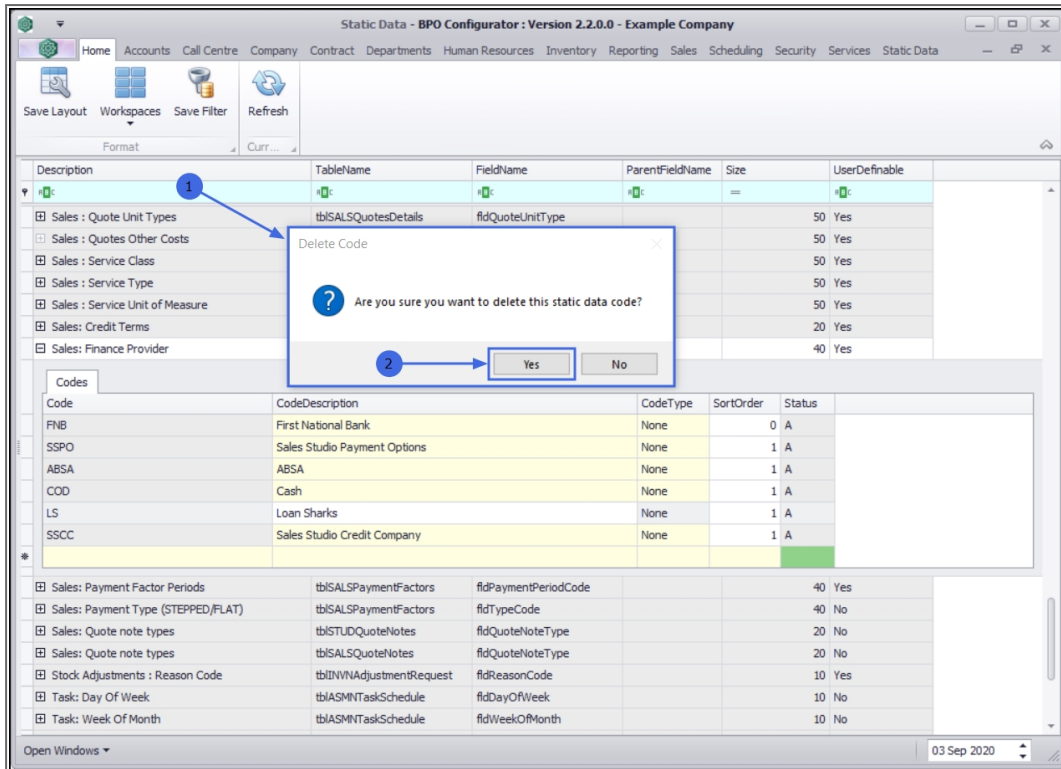 Static Data - BPO Configurator : Version 2.2.0.0 - Example Company
Home Accounts Call Centre Company Contract Departments Human Resources Inventory Reporting Sales Scheduling Security Services Static Data
Save Layout Workspaces Save Filter Refresh
Format Curr...
Description TableName FieldName ParentFieldName Size UserDefinable
1
Sales : Quote Unit Types tblSALSQuotesDetails fldQuoteUnitType 50 Yes
Sales : Quotes Other Costs 50 Yes
Sales : Service Class 50 Yes
Sales : Service Type 50 Yes
Sales : Service Unit of Measure 50 Yes
Sales: Credit Terms 20 Yes
Sales: Finance Provider 40 Yes
Delete Code
Are you sure you want to delete this static data code?
2
Yes No
Codes
Code CodeDescription CodeType SortOrder Status
FNB First National Bank None 0 A
SSPO Sales Studio Payment Options None 1 A
ABSA ABSA None 1 A
COD Cash None 1 A
LS Loan Sharks None 1 A
SSCC Sales Studio Credit Company None 1 A
Sales: Payment Factor Periods tblSALSPaymentFactors fldPaymentPeriodCode 40 Yes
Sales: Payment Type (STEPPED/FLAT) tblSALSPaymentFactors fldTypeCode 40 No
Sales: Quote note types tblSTUDQuoteNotes fldQuoteNoteType 20 No
Sales: Quote note types tblSALSQuoteNotes fldQuoteNoteType 20 No
Stock Adjustments : Reason Code tblINVNAdjustmentRequest fldReasonCode 10 Yes
Task: Day Of Week tblASMNTaskSchedule fldDayOfWeek 10 No
Task: Week Of Month tblASMNTaskSchedule fldWeekOfMonth 10 No
Open Windows 03 Sep 2020